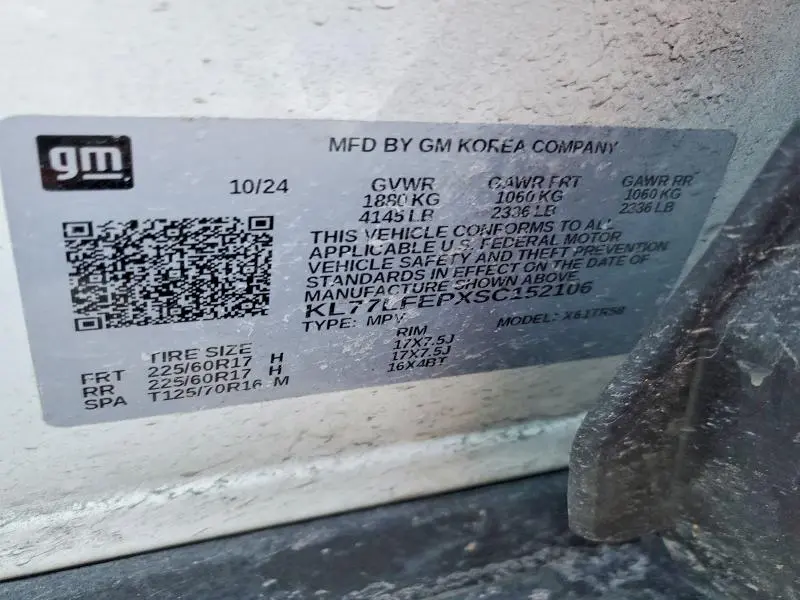 gm
MFD BY GM KOREA COMPANY
10/24 GVWR GAWR FRT GAWR RR
1880 KG 1060 KG 1060 KG
4145 LB 2336 LB 2336 LB
THIS VEHICLE CONFORMS TO ALL
APPLICABLE U.S. FEDERAL MOTOR
VEHICLE SAFETY AND THEFT PREVENTION
STANDARDS IN EFFECT ON THE DATE OF
MANUFACTURE SHOWN ABOVE
KL77LFEPXSC152106
TYPE: MPV MODEL:
TIRE SIZE RIM
FRT 225/60R17 H 17X7.5J
RR 225/60R17 H 17X7.5J
SPA T125/70R16 M 16X4BT